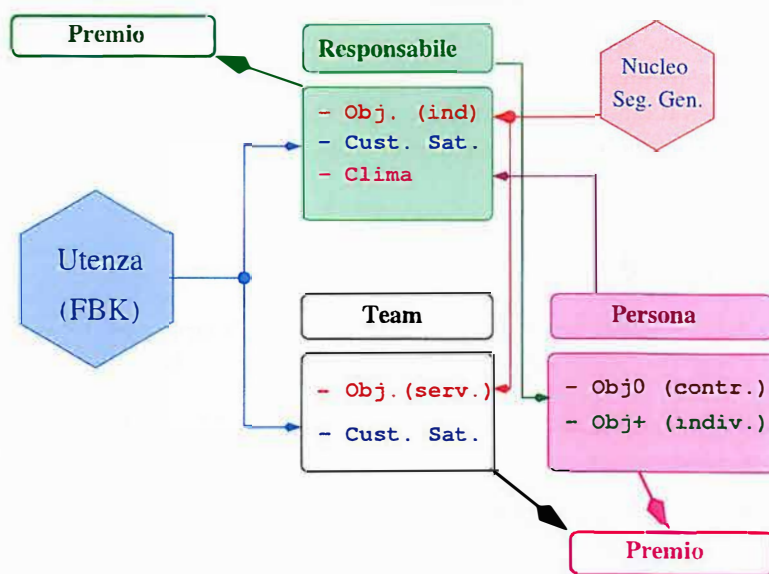 Premio
Responsabile
Nucleo
Seg. Gen.
- Obj. (ind)
- Cust. Sat.
- Clima
Utenza
(FBK)
Team
Persona
- Obj.(serv.)
- Cust. Sat.
- Obj0 (contr.)
- Obj+ (indiv.)
Premio